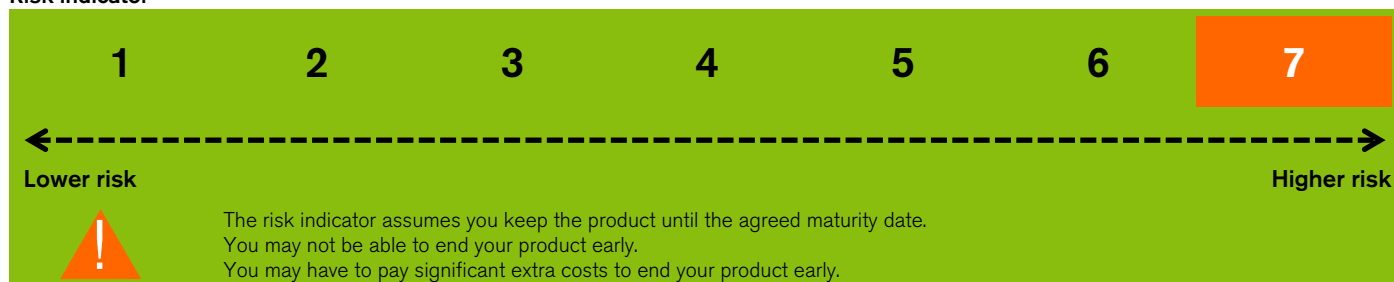 Risk indicator
1 2 3 4 5 6 7
Lower risk Higher risk
!
The risk indicator assumes you keep the product until the agreed maturity date.
You may not be able to end your product early.
You may have to pay significant extra costs to end your product early.